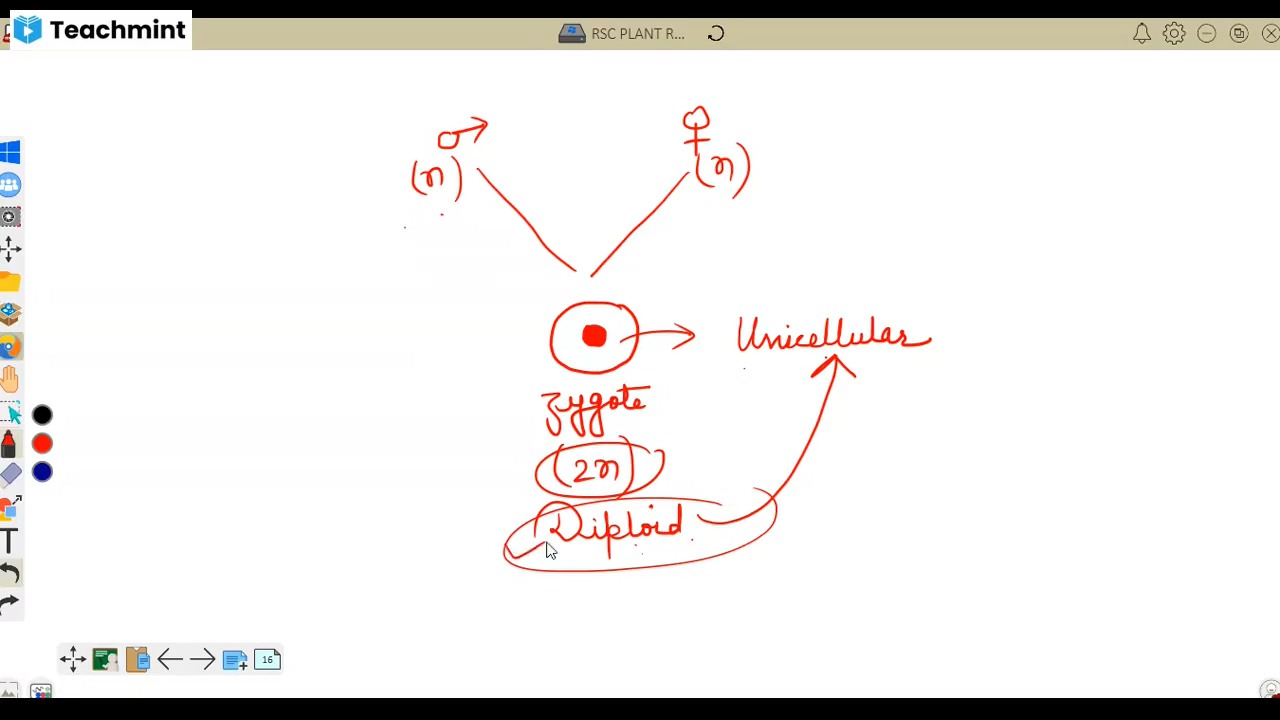 Teachmint
RSC PLANT R...
(n)
(n)
Unicellular
Zygote
(2n)
Diploid
T
16